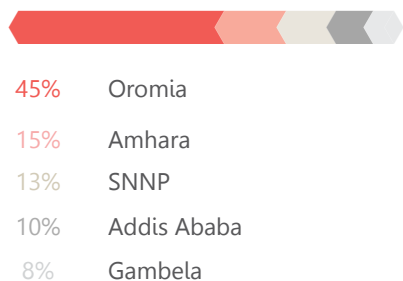 45% Oromia
15% Amhara
13% SNNP
10% Addis Ababa
8% Gambela